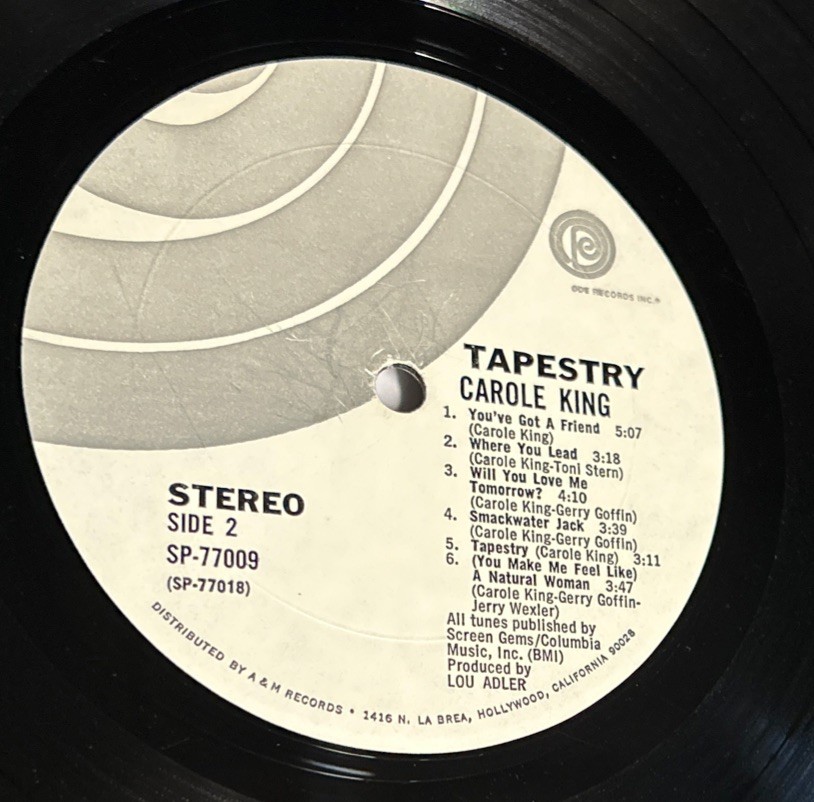 ODE RECORDS INC.®
TAPESTRY
CAROLE KING
1. You've Got A Friend 5:07
(Carole King)
2. Where You Lead 3:18
(Carole King-Toni Stern)
3. Will You Love Me
Tomorrow? 4:10
(Carole King-Gerry Goffin)
4. Smackwater Jack 3:39
(Carole King-Gerry Goffin)
5. Tapestry (Carole King) 3:11
6. (You Make Me Feel Like)
A Natural Woman 3:47
(Carole King-Gerry Goffin-
Jerry Wexler)
All tunes published by
Screen Gems/Columbia
Music, Inc. (BMI)
Produced by
LOU ADLER
STEREO
SIDE 2
SP-77009
(SP-77018)
DISTRIBUTED BY A & M RECORDS • 1416 N. LA BREA, HOLLYWOOD, CALIFORNIA 90028